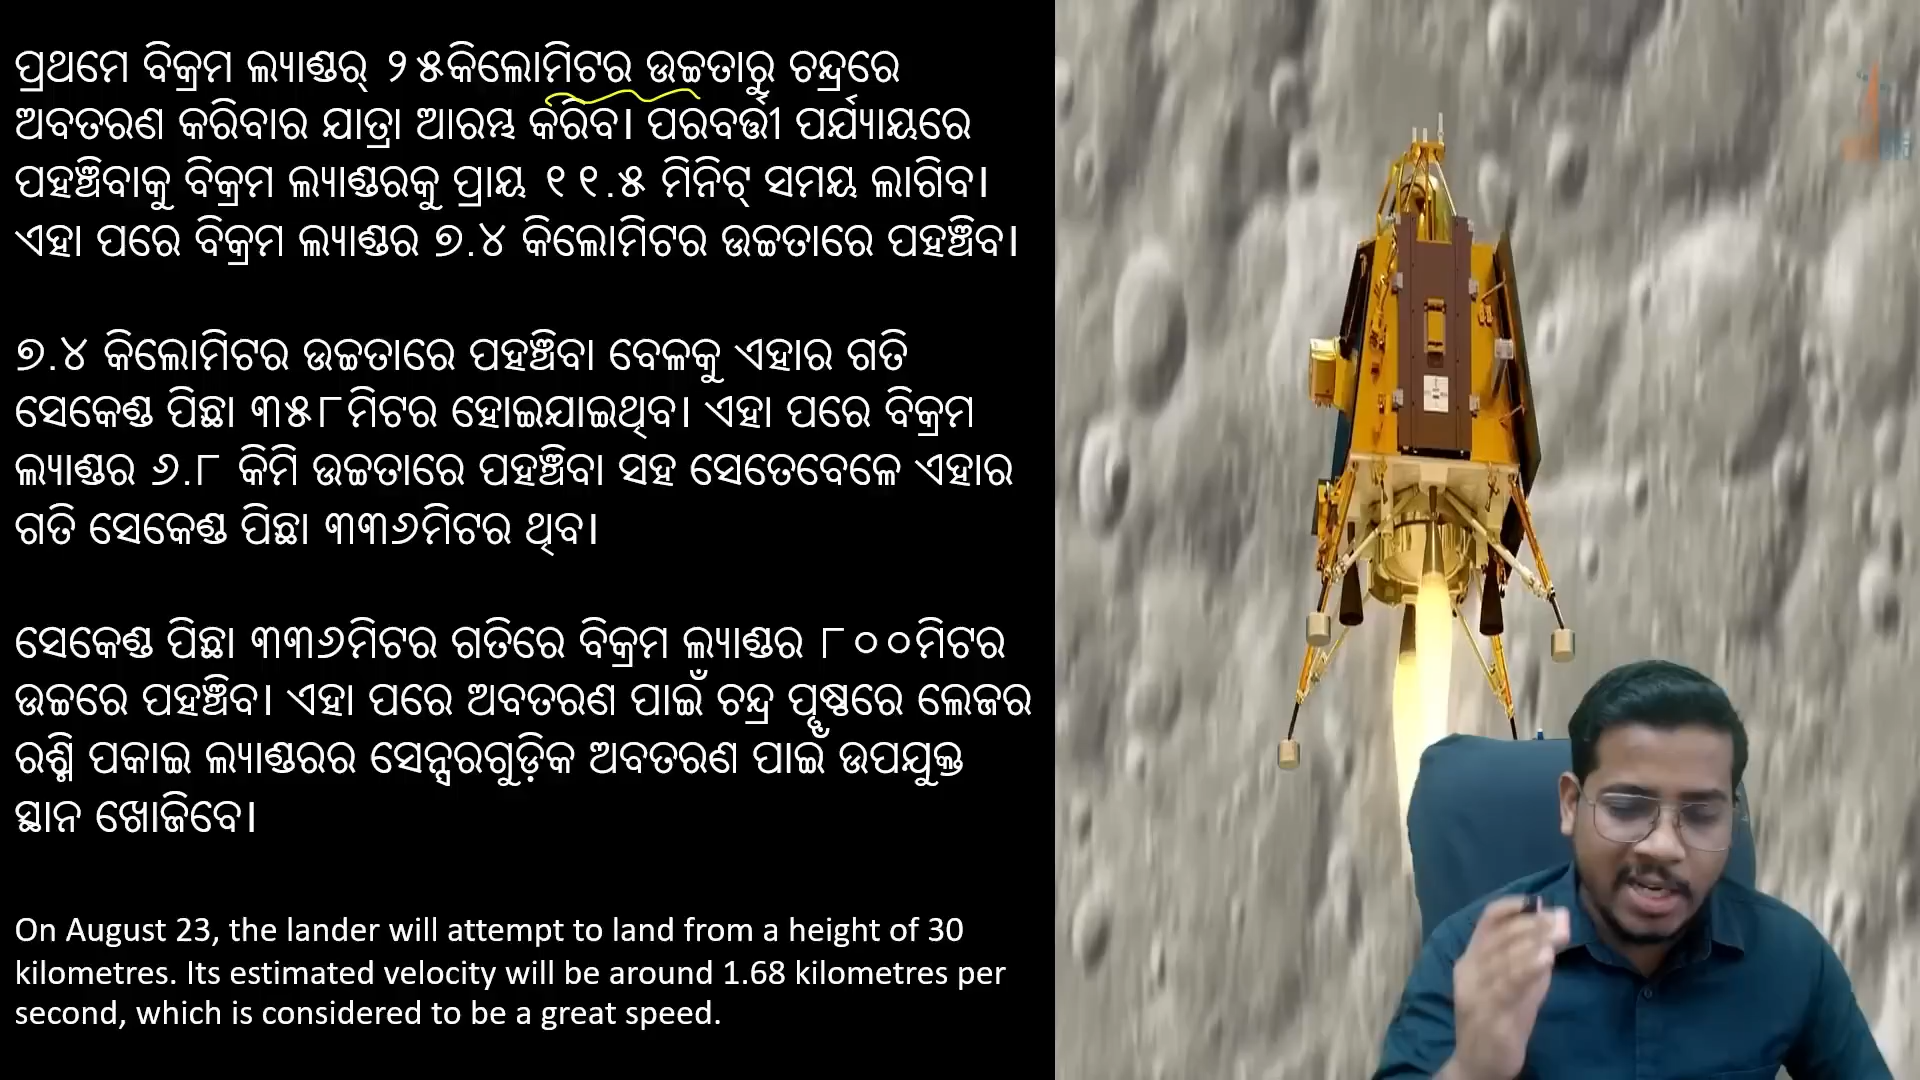 ପ୍ରଥମେ ବିକ୍ରମ ଲ୍ୟାଣ୍ଡର୍ ୨୫କିଲୋମିଟର ଉଚ୍ଚତାରୁ ଚନ୍ଦ୍ରରେ
ଅବତରଣ କରିବାର ଯାତ୍ରା ଆରମ୍ଭ କରିବ। ପରବର୍ତ୍ତୀ ପର୍ଯ୍ୟାୟରେ
ପହଞ୍ଚିବାକୁ ବିକ୍ରମ ଲ୍ୟାଣ୍ଡରକୁ ପ୍ରାୟ ୧୧.୫ ମିନିଟ୍ ସମୟ ଲାଗିବ।
ଏହା ପରେ ବିକ୍ରମ ଲ୍ୟାଣ୍ଡର ୭.୪ କିଲୋମିଟର ଉଚ୍ଚତାରେ ପହଞ୍ଚିବ।
୭.୪ କିଲୋମିଟର ଉଚ୍ଚତାରେ ପହଞ୍ଚିବା ବେଳକୁ ଏହାର ଗତି
ସେକେଣ୍ଡ ପିଛା ୩୫୮ମିଟର ହୋଇଯାଇଥିବ। ଏହା ପରେ ବିକ୍ରମ
ଲ୍ୟାଣ୍ଡର ୬.୮ କିମି ଉଚ୍ଚତାରେ ପହଞ୍ଚିବା ସହ ସେତେବେଳେ ଏହାର
ଗତି ସେକେଣ୍ଡ ପିଛା ୩୩୬ମିଟର ଥିବ।
ସେକେଣ୍ଡ ପିଛା ୩୩୬ମିଟର ଗତିରେ ବିକ୍ରମ ଲ୍ୟାଣ୍ଡର ୮୦୦ମିଟର
ଉଚ୍ଚରେ ପହଞ୍ଚିବ। ଏହା ପରେ ଅବତରଣ ପାଇଁ ଚନ୍ଦ୍ର ପୃଷ୍ଠରେ ଲେଜର
ରଶ୍ମି ପକାଇ ଲ୍ୟାଣ୍ଡରର ସେନ୍ସରଗୁଡ଼ିକ ଅବତରଣ ପାଇଁ ଉପଯୁକ୍ତ
ସ୍ଥାନ ଖୋଜିବେ।
On August 23, the lander will attempt to land from a height of 30
kilometres. Its estimated velocity will be around 1.68 kilometres per
second, which is considered to be a great speed.